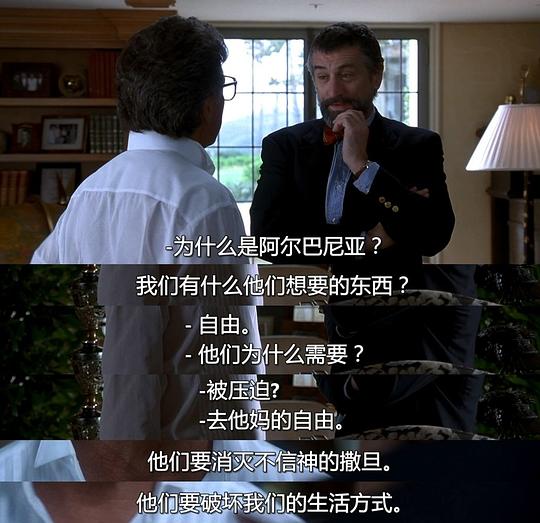 -为什么是阿尔巴尼亚？
我们有什么他们想要的东西？
- 自由。
- 他们为什么需要？
-被压迫?
-去他妈的自由。
他们要消灭不信神的撒旦。
他们要破坏我们的生活方式。